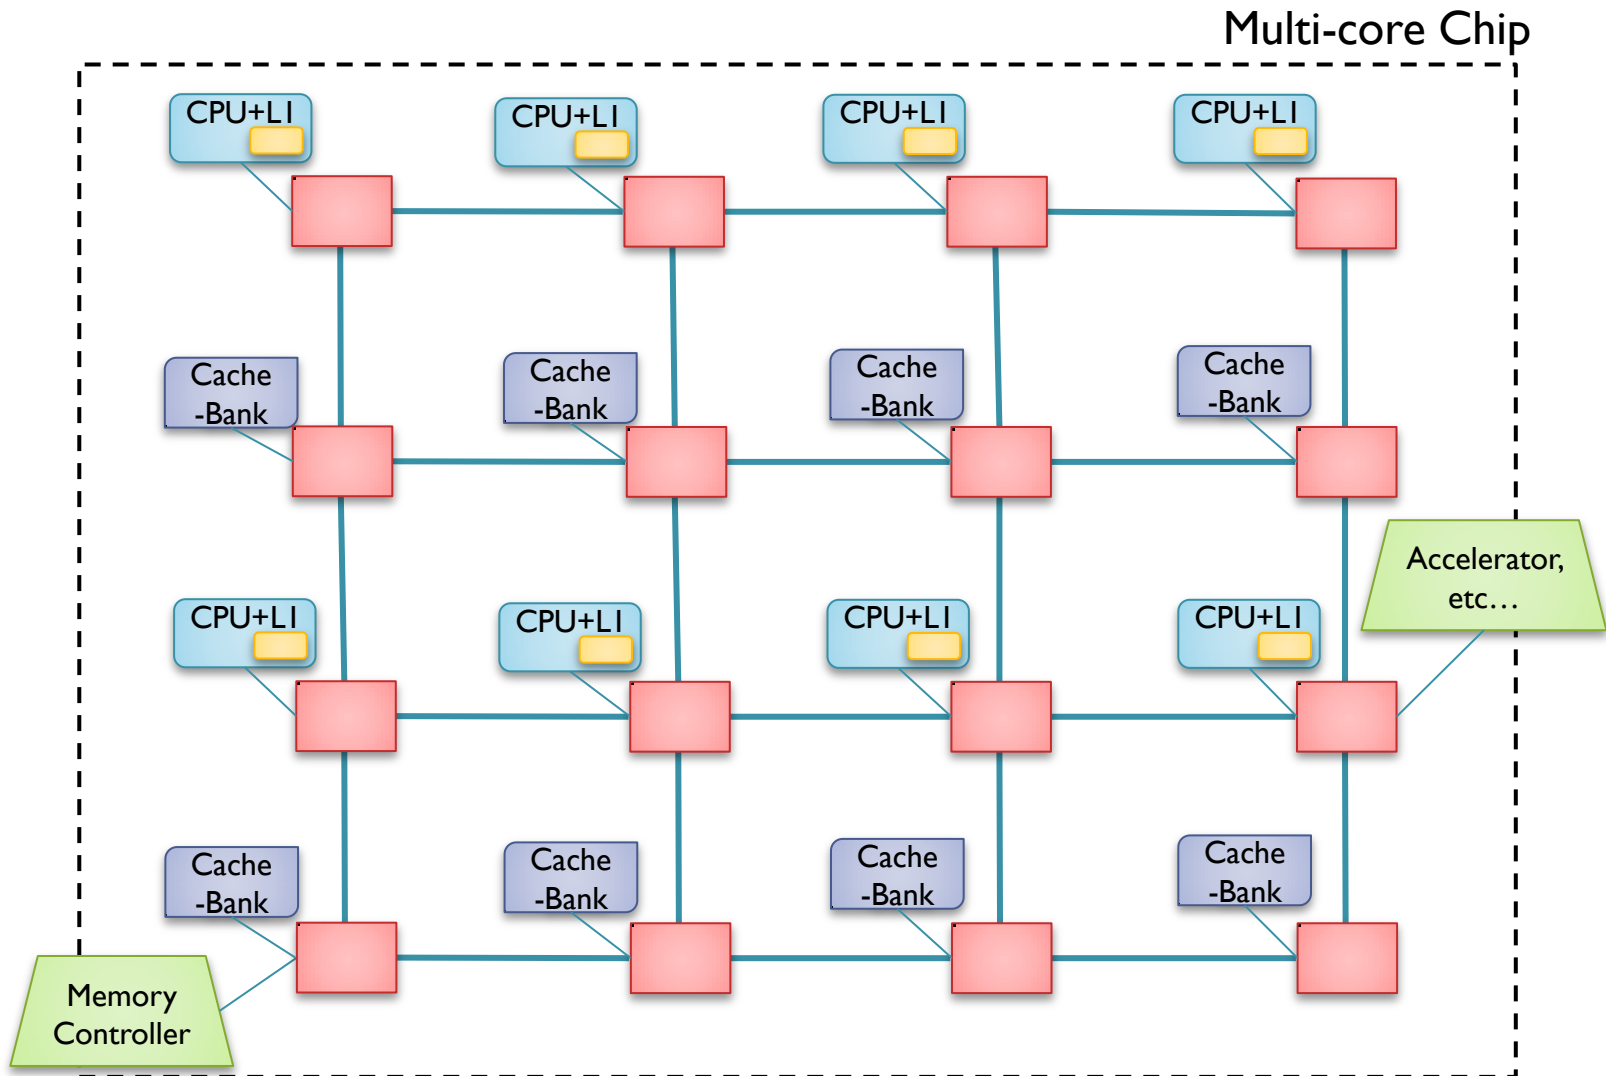 Multi-core Chip
CPU+L1
CPU+L1
CPU+L1
CPU+L1
Cache
-Bank
Cache
-Bank
Cache
-Bank
Cache
-Bank
Accelerator,
etc...
CPU+L1
CPU+L1
CPU+L1
CPU+L1
Cache
-Bank
Cache
-Bank
Cache
-Bank
Cache
-Bank
Memory
Controller